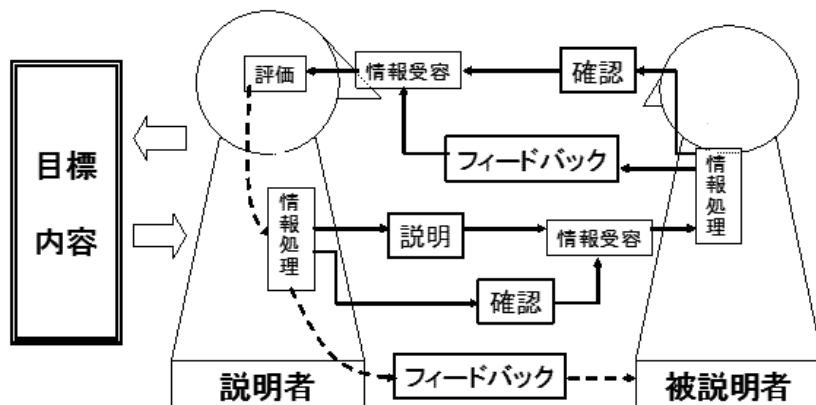 評価
情報受容
確認
フィードバック
目標
内容
情報処理
情報処理
説明
情報受容
確認
フィードバック
説明者
被説明者